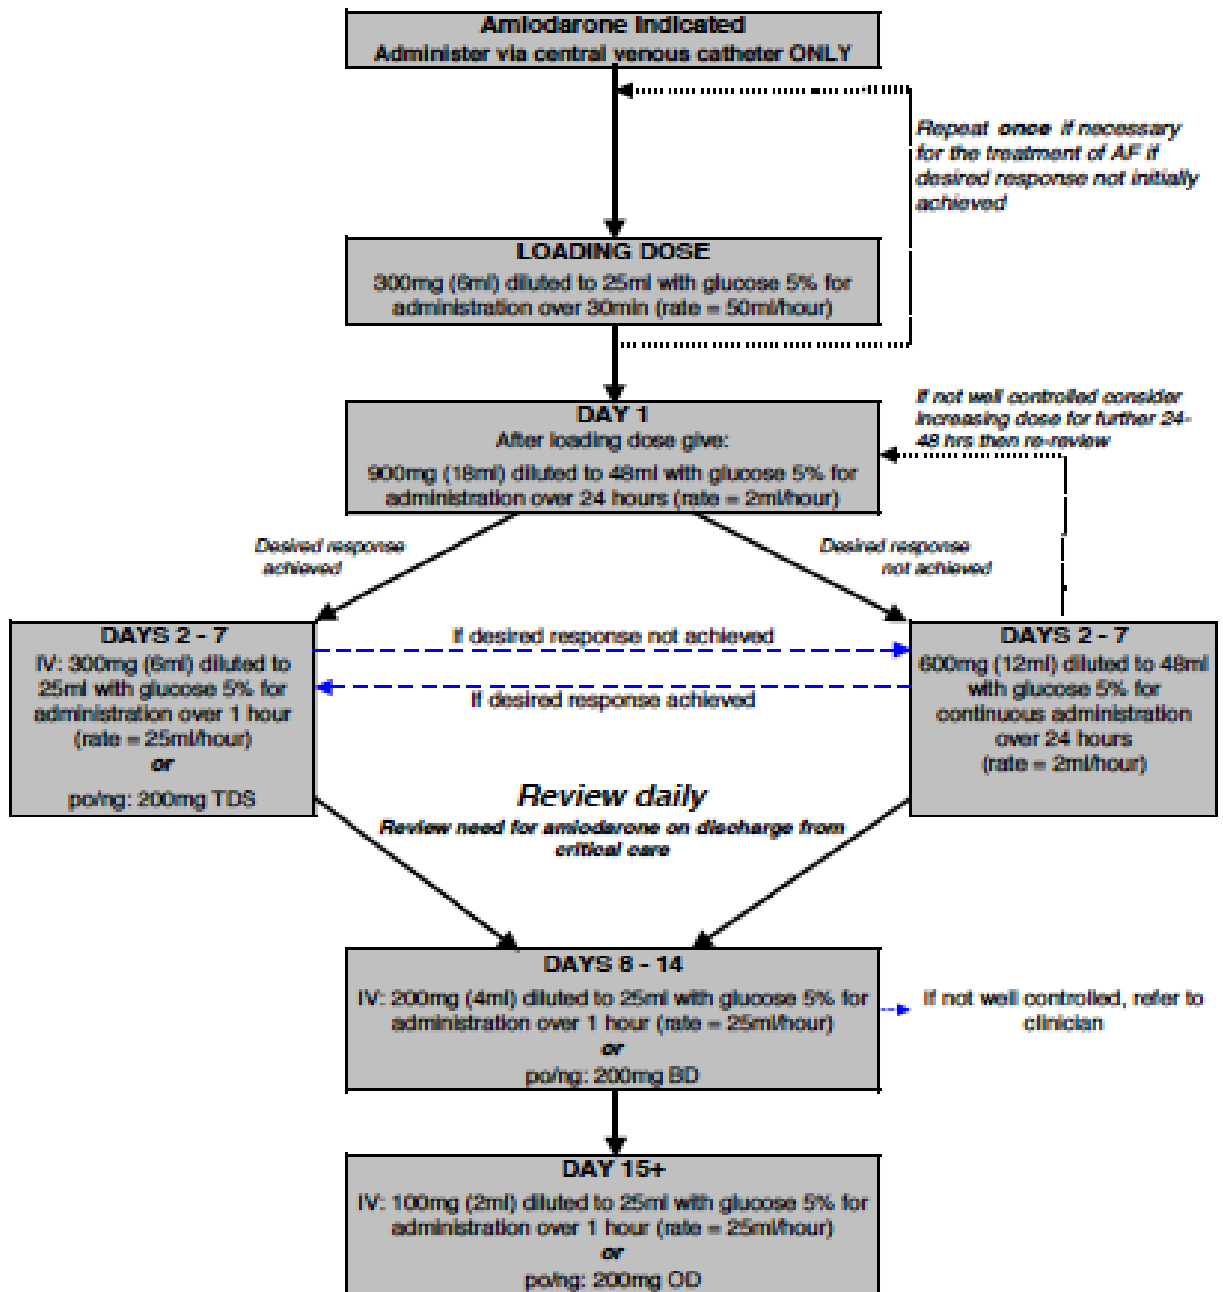 Amiodarone Indicated
Administer via central venous catheter ONLY
Repeat once if necessary
for the treatment of AF if
desired response not initially
achieved
LOADING DOSE
300mg (6ml) diluted to 25ml with glucose 5% for
administration over 30min (rate = 50ml/hour)
If not well controlled consider
increasing dose for further 24-
48 hrs then re-review
DAY 1
After loading dose give:
900mg (18ml) diluted to 48ml with glucose 5% for
administration over 24 hours (rate = 2ml/hour)
Desired response
achieved
Desired response
not achieved
DAYS 2 - 7
IV: 300mg (6ml) diluted to
25ml with glucose 5% for
administration over 1 hour
(rate = 25ml/hour)
or
po/ng: 200mg TDS
If desired response not achieved
If desired response achieved
DAYS 2 - 7
600mg (12ml) diluted to 48ml
with glucose 5% for
continuous administration
over 24 hours
(rate = 2ml/hour)
Review daily
Review need for amiodarone on discharge from
critical care
DAYS 8 - 14
IV: 200mg (4ml) diluted to 25ml with glucose 5% for
administration over 1 hour (rate = 25ml/hour)
or
po/ng: 200mg BD
If not well controlled, refer to
clinician
DAY 15+
IV: 100mg (2ml) diluted to 25ml with glucose 5% for
administration over 1 hour (rate = 25ml/hour)
or
po/ng: 200mg OD